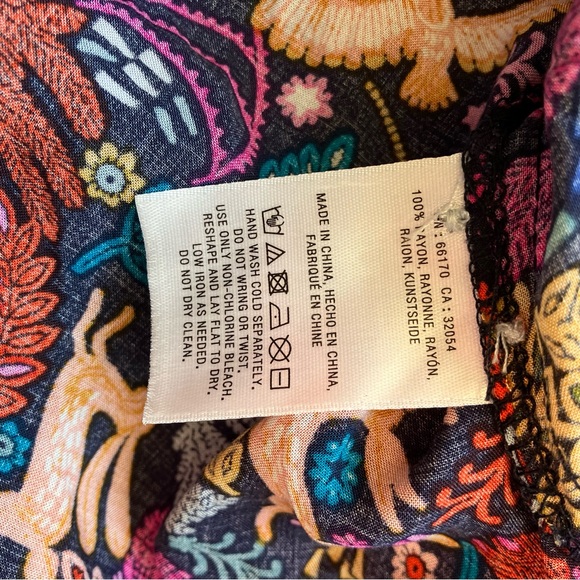 RN : 66170 CA : 32054
100% RAYON, RAYONNE, RAYÓN,
RAION, KUNSTSEIDE
MADE IN CHINA, HECHO EN CHINA,
FABRIQUÉ EN CHINE
HAND WASH COLD SEPARATELY.
DO NOT WRING OR TWIST.
USE ONLY NON-CHLORINE BLEACH.
RESHAPE AND LAY FLAT TO DRY.
LOW IRON AS NEEDED.
DO NOT DRY CLEAN.